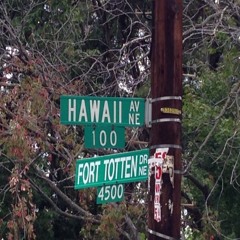 HAWAII AV NE
100
FORT TOTTEN DR NE
4500